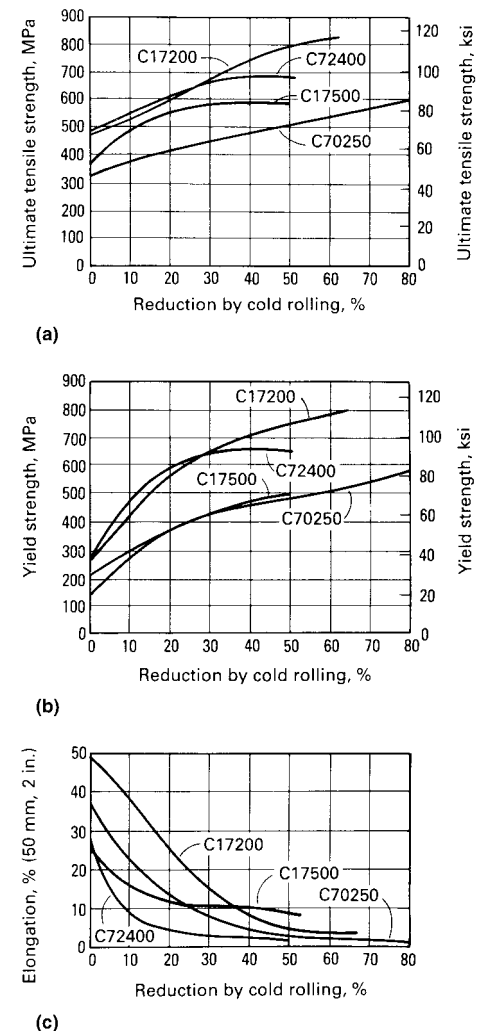 900
800
700
600
500
400
300
200
100
0
Ultimate tensile strength, MPa
C17200
C72400
C17500
C70250
120
100
80
60
40
20
0
Ultimate tensile strength, ksi
0 10 20 30 40 50 60 70 80
Reduction by cold rolling, %
(a)
900
800
700
600
500
400
300
200
100
0
Yield strength, MPa
C17200
C72400
C17500
C70250
120
100
80
60
40
20
0
Yield strength, ksi
0 10 20 30 40 50 60 70 80
Reduction by cold rolling, %
(b)
50
40
30
20
10
0
Elongation, % (50 mm, 2 in.)
C17200
C17500
C70250
C72400
0 10 20 30 40 50 60 70 80
Reduction by cold rolling, %
(c)